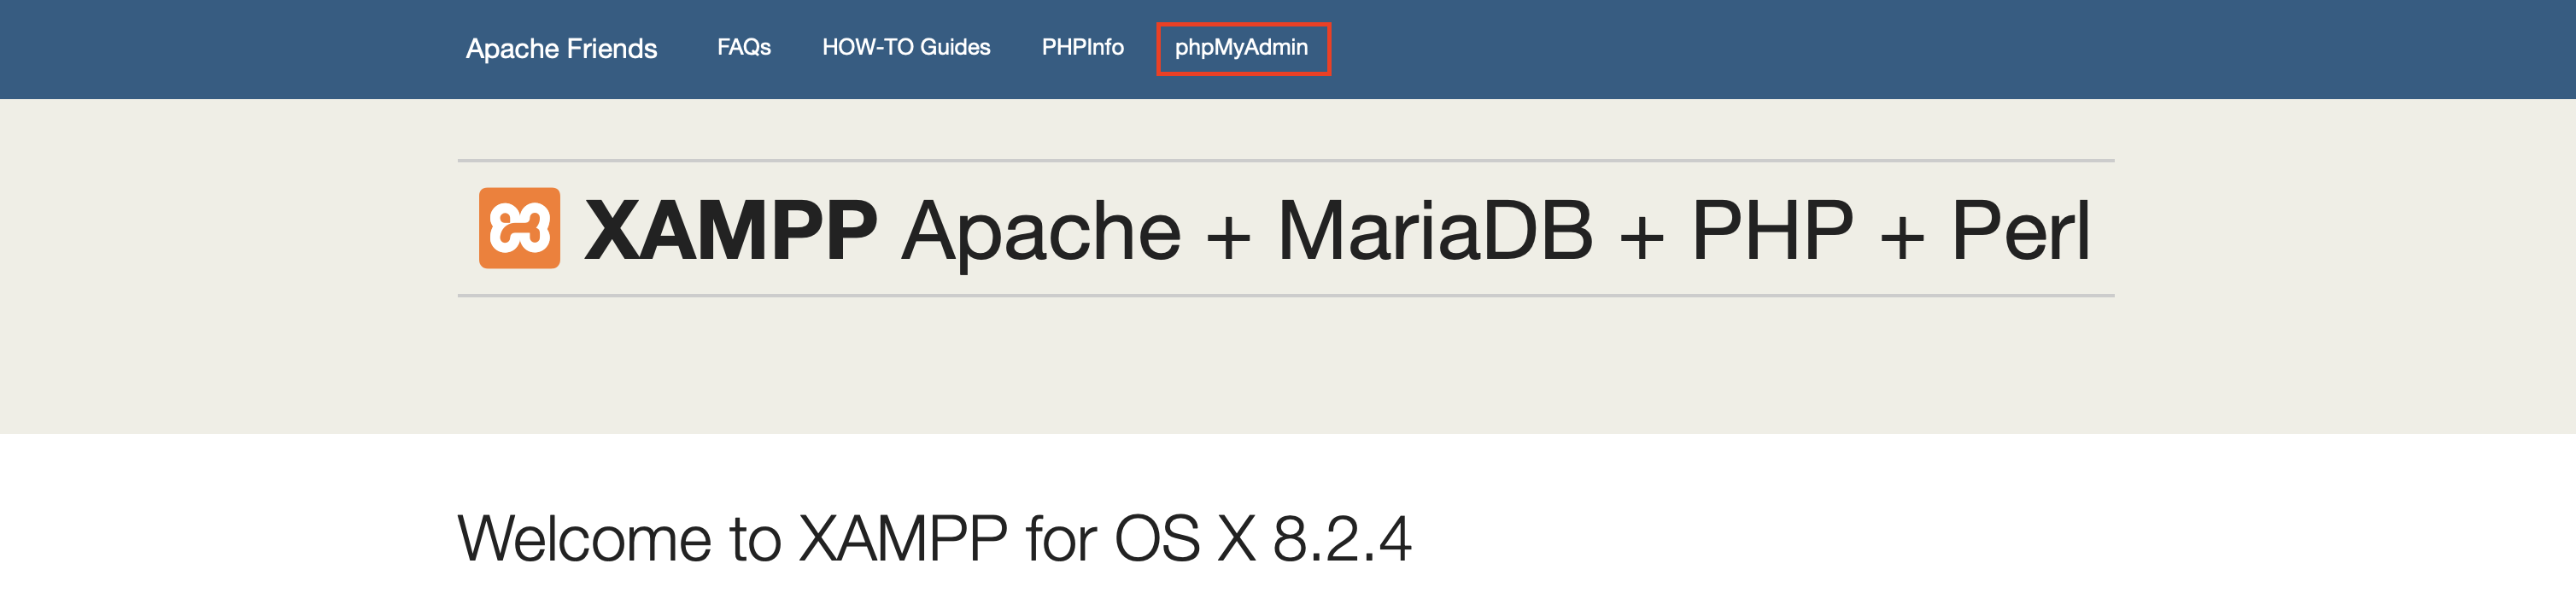 Apache Friends FAQs HOW-TO Guides PHPInfo phpMyAdmin
XAMPP Apache + MariaDB + PHP + Perl
Welcome to XAMPP for OS X 8.2.4